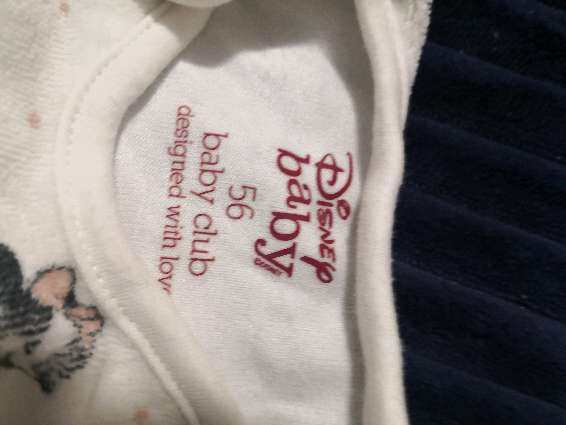 Disney
baby
56
baby club
designed with